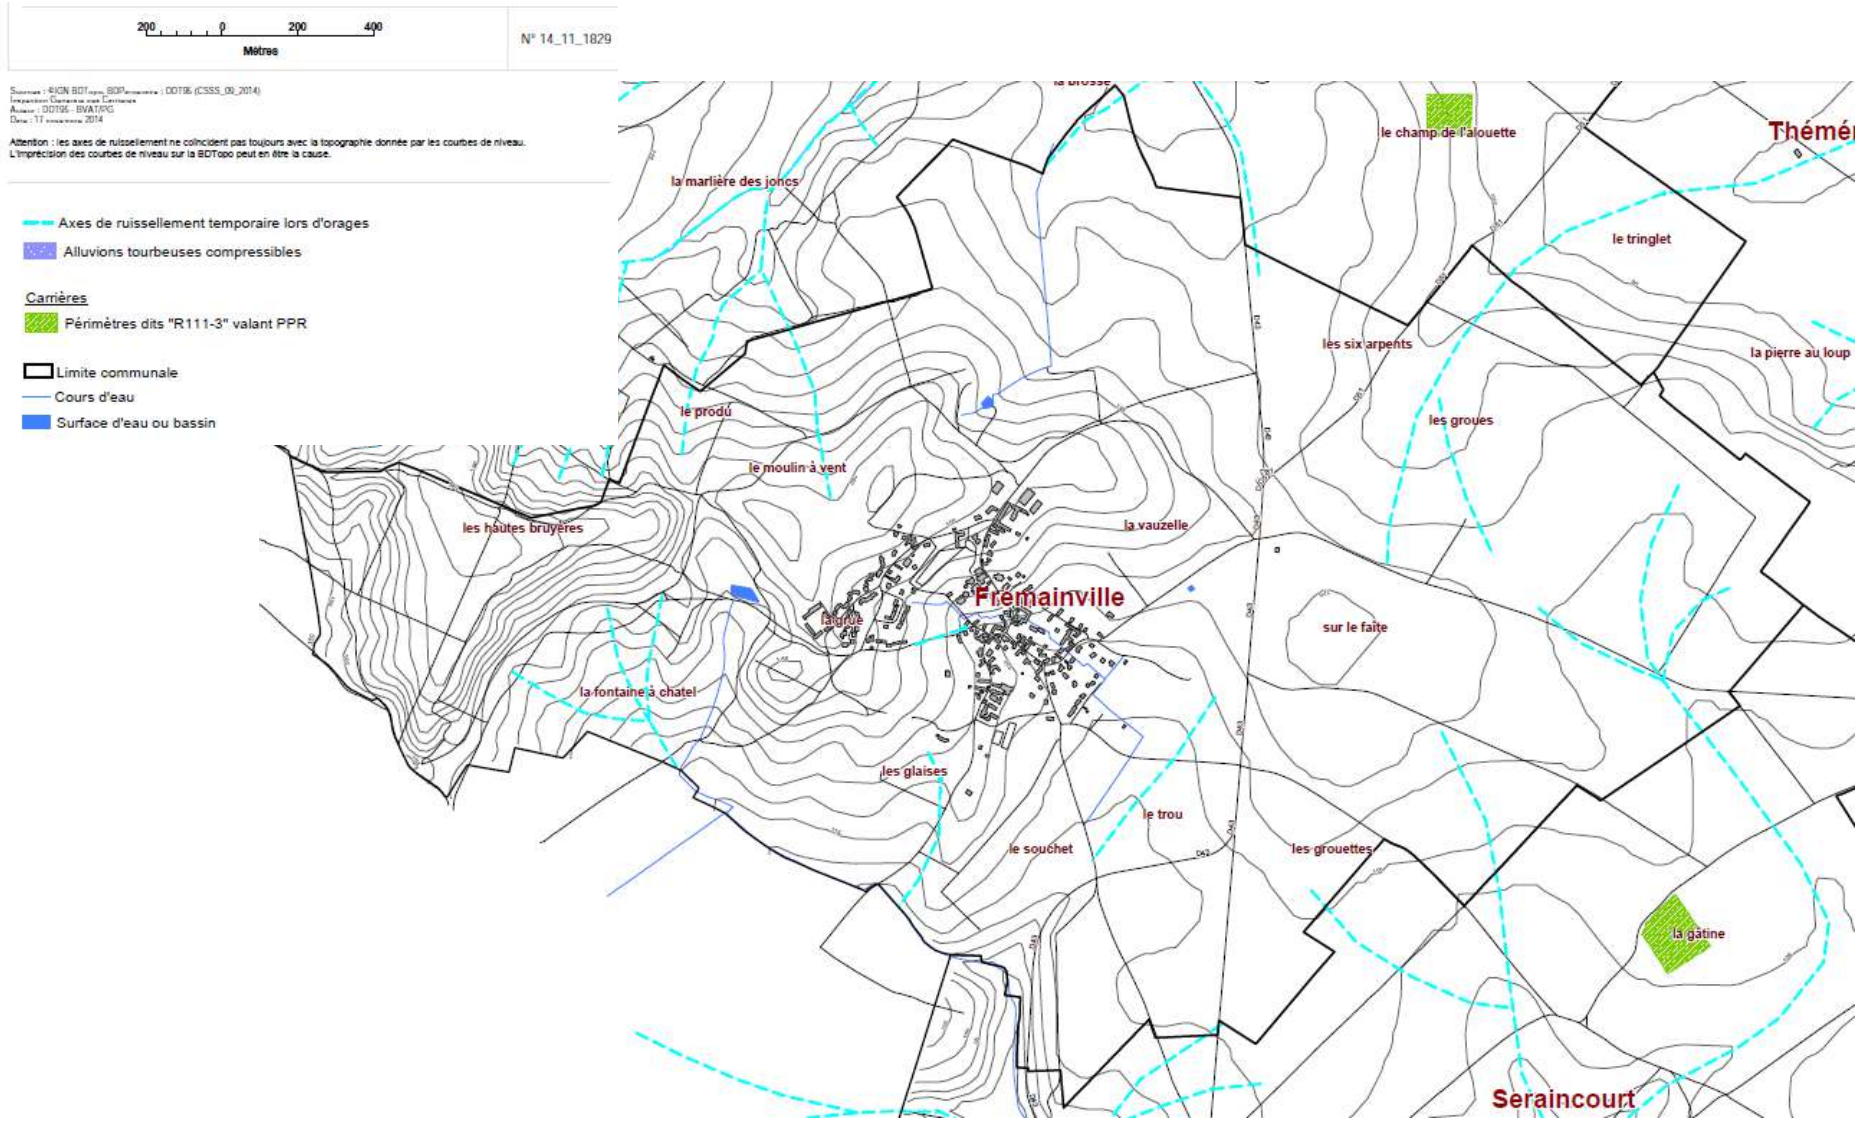 200 0 200 400
Mètres
N° 14_11_1829
Attention : les axes de ruissellement ne coïncident pas toujours avec la topographie donnée par les courbes de niveau.
L'imprécision des courbes de niveau sur la BDTopo peut en être la cause.
Axes de ruissellement temporaire lors d'orages
Alluvions tourbeuses compressibles
Carrières
Périmètres dits "R111-3" valant PPR
Limite communale
Cours d'eau
Surface d'eau ou bassin
la brosse
le champ de l'alouette
Thémér
la marlière des joncs
le tringlet
les six arpents
la pierre au loup
le produ
les groues
le moulin à vent
les hautes bruyères
la vauzelle
Frémainville
la grue
sur le faîte
la fontaine à chatel
les glaises
le trou
le souchet
les grouettes
la gâtine
Seraincourt
D43
D51
D42